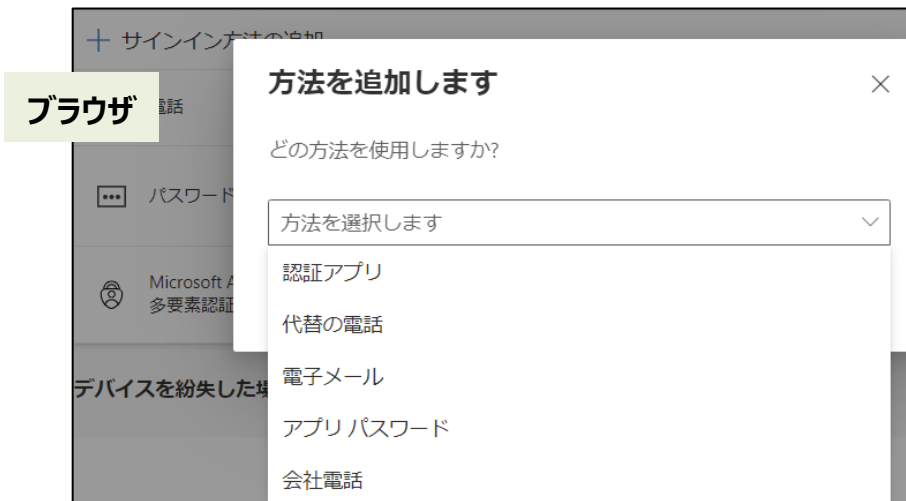 サインイン方法の追加
ブラウザ
電話
パスワード
Microsoft A
多要素認証
デバイスを紛失した場
方法を追加します
どの方法を使用しますか?
方法を選択します
認証アプリ
代替の電話
電子メール
アプリ パスワード
会社電話